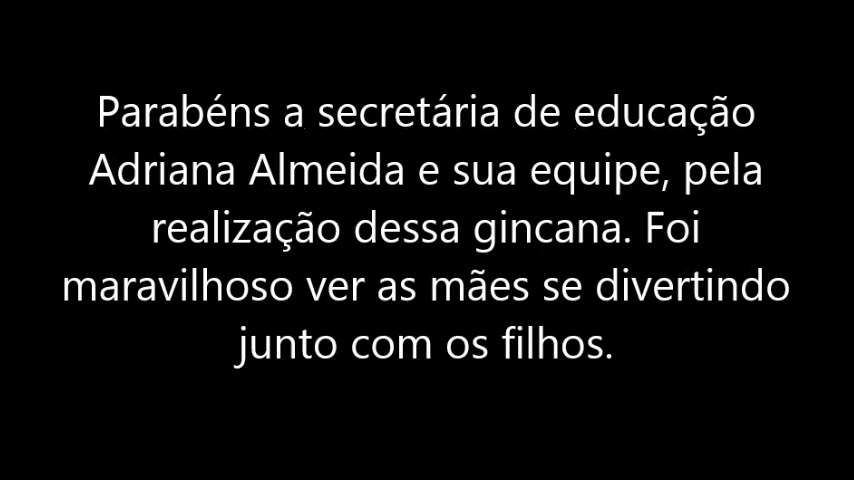 Parabéns a secretária de educação
Adriana Almeida e sua equipe, pela
realização dessa gincana. Foi
maravilhoso ver as mães se divertindo
junto com os filhos.